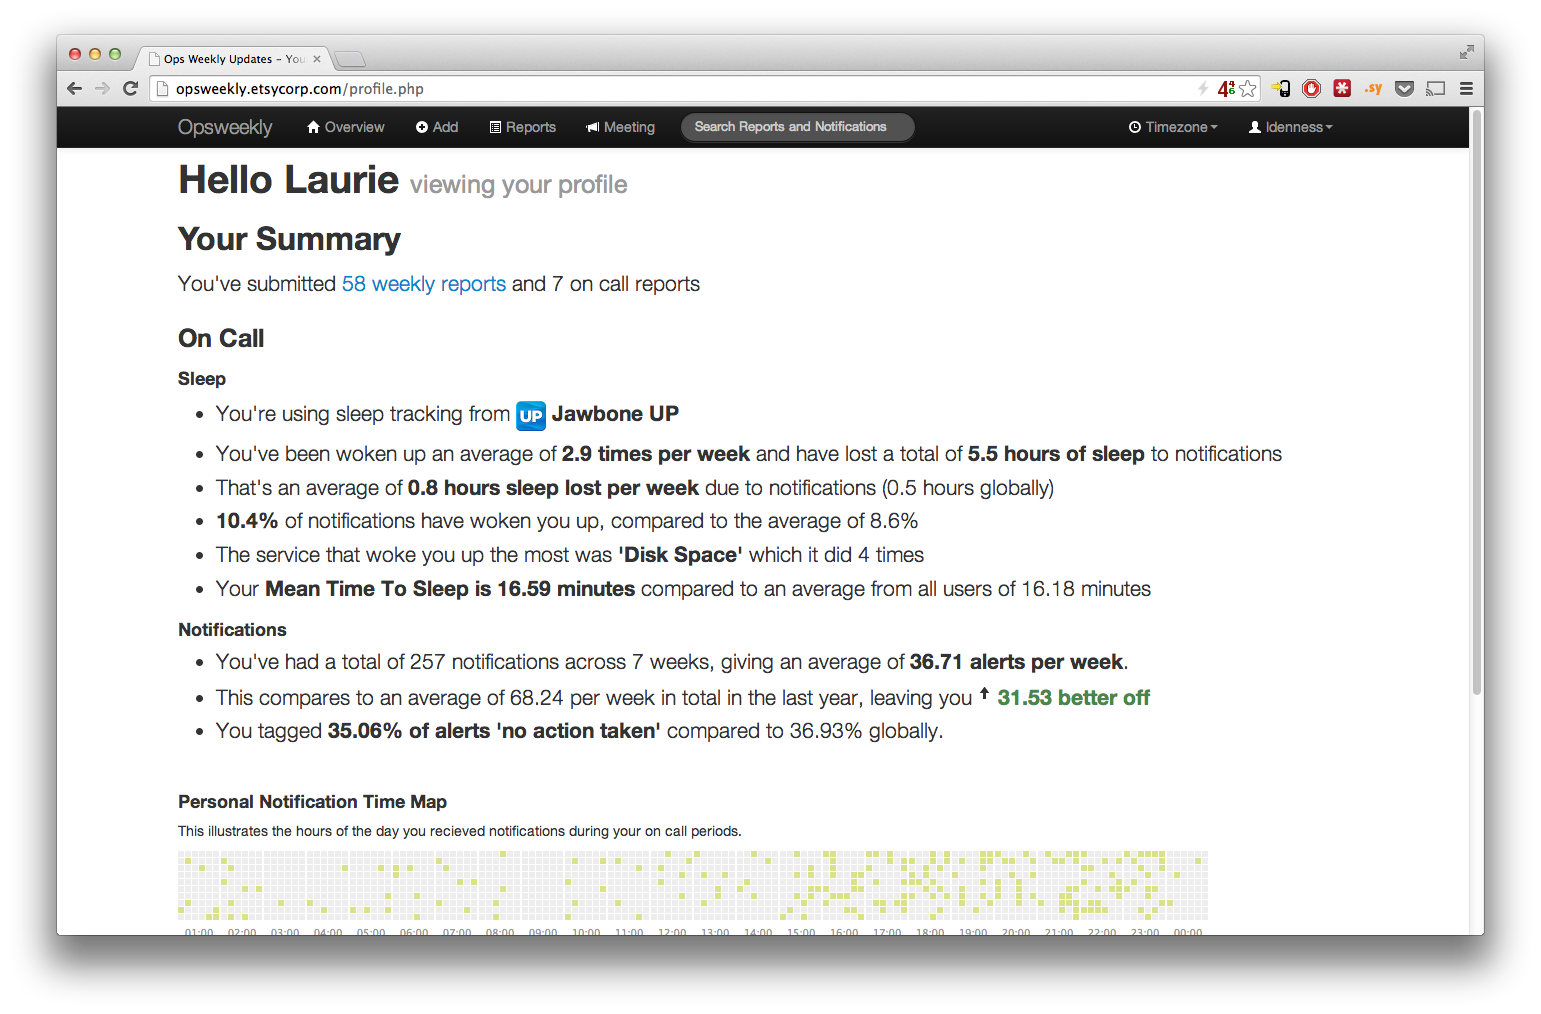 Ops Weekly Updates – You
opsweekly.etsycorp.com/profile.php
.sy
Opsweekly Overview Add Reports Meeting Search Reports and Notifications Timezone ldenness
Hello Laurie viewing your profile
Your Summary
You've submitted 58 weekly reports and 7 on call reports
On Call
Sleep
• You're using sleep tracking from UP Jawbone UP
• You've been woken up an average of 2.9 times per week and have lost a total of 5.5 hours of sleep to notifications
• That's an average of 0.8 hours sleep lost per week due to notifications (0.5 hours globally)
• 10.4% of notifications have woken you up, compared to the average of 8.6%
• The service that woke you up the most was 'Disk Space' which it did 4 times
• Your Mean Time To Sleep is 16.59 minutes compared to an average from all users of 16.18 minutes
Notifications
• You've had a total of 257 notifications across 7 weeks, giving an average of 36.71 alerts per week.
• This compares to an average of 68.24 per week in total in the last year, leaving you 31.53 better off
• You tagged 35.06% of alerts 'no action taken' compared to 36.93% globally.
Personal Notification Time Map
This illustrates the hours of the day you recieved notifications during your on call periods.
01:00 02:00 03:00 04:00 05:00 06:00 07:00 08:00 09:00 10:00 11:00 12:00 13:00 14:00 15:00 16:00 17:00 18:00 19:00 20:00 21:00 22:00 23:00 00:00